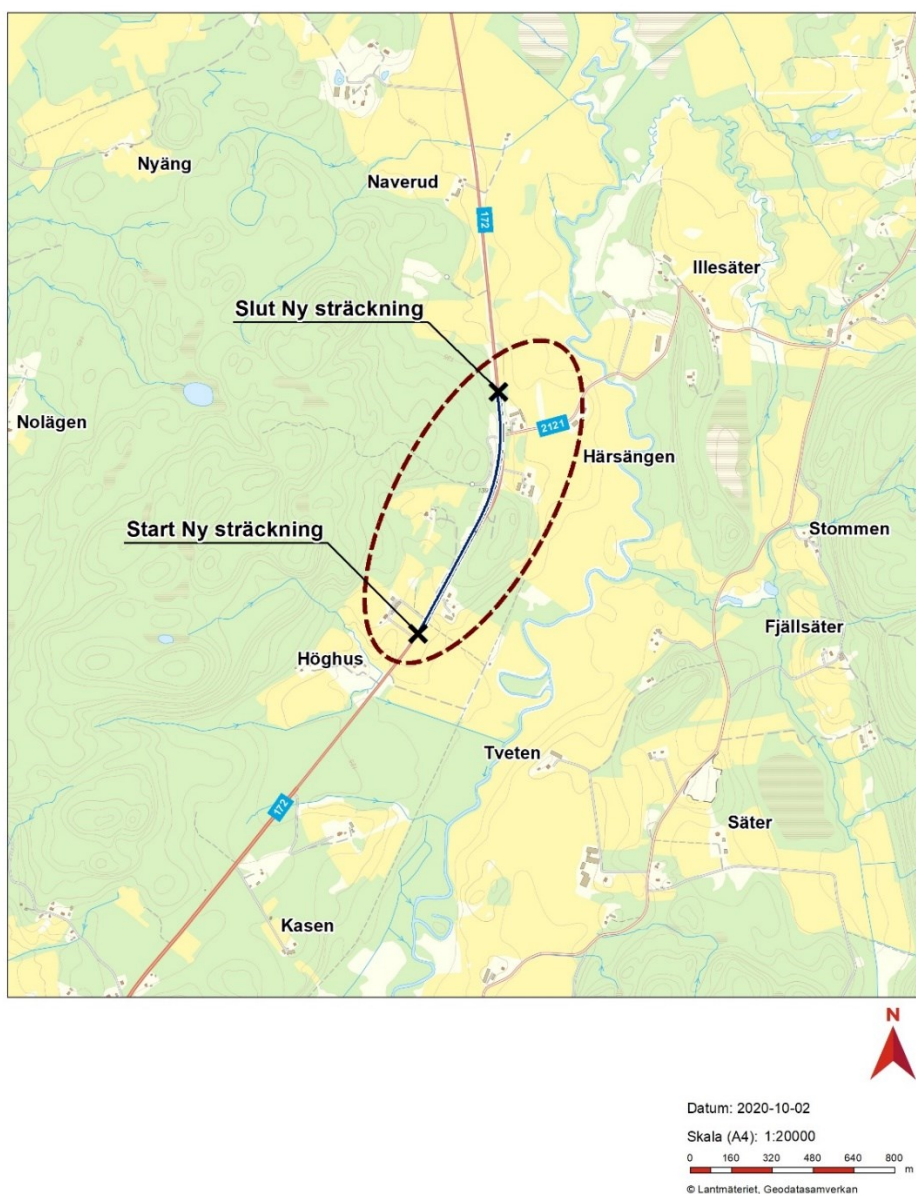 Nyäng
Naverud
172
Illesäter
Slut Ny sträckning
Nolägen
2121
Härsängen
Start Ny sträckning
Stommen
Fjällsäter
Höghus
Tveten
172
Säter
Kasen
N
Datum: 2020-10-02
Skala (A4): 1:20000
0 160 320 480 640 800
m
© Lantmäteriet, Geodatasamverkan